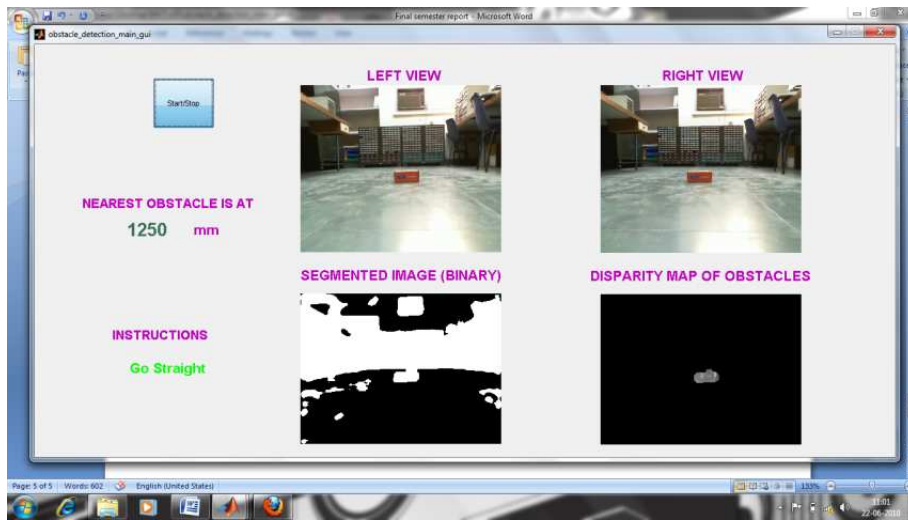 Final semester report - Microsoft Word
obstacle_detection_main_gui
Start/Stop
LEFT VIEW
RIGHT VIEW
NEAREST OBSTACLE IS AT
1250 mm
SEGMENTED IMAGE (BINARY)
DISPARITY MAP OF OBSTACLES
INSTRUCTIONS
Go Straight
Page: 5 of 5 Words: 602 English (United States) 133%
11:01
22-06-2010